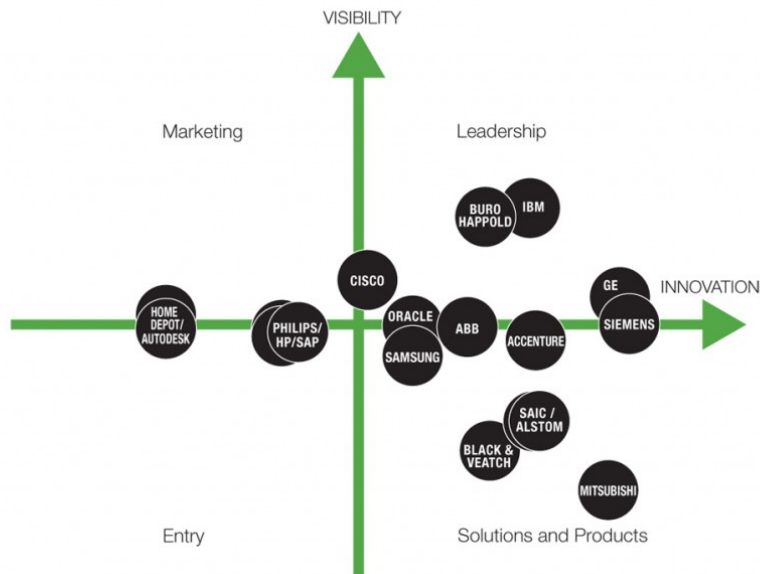 VISIBILITY
Marketing
Leadership
BURO
HAPPOLD
IBM
CISCO
GE
INNOVATION
HOME
DEPOT/
AUTODESK
PHILIPS/
HP/SAP
ORACLE
ABB
ACCENTURE
SIEMENS
SAMSUNG
SAIC /
ALSTOM
BLACK &
VEATCH
MITSUBISHI
Entry
Solutions and Products